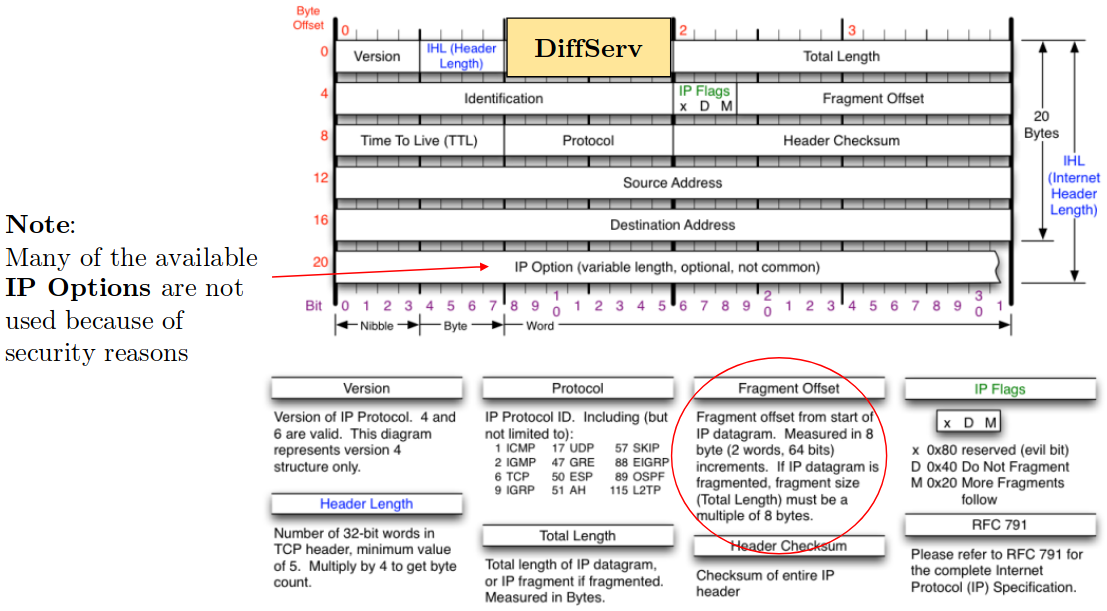 Byte
Offset
0
2
3
0
Version
IHL (Header
Length)
DiffServ
Total Length
4
Identification
IP Flags
x D M
Fragment Offset
8
Time To Live (TTL)
Protocol
Header Checksum
12
Source Address
16
Destination Address
20
IP Option (variable length, optional, not common)
20
Bytes
IHL
(Internet
Header
Length)
Bit
0 1 2 3 4 5 6 7 8 9 10 1 2 3 4 5 6 7 8 9 20 1 2 3 4 5 6 7 8 9 30 1
Nibble
Byte
Word
Note:
Many of the available
IP Options are not
used because of
security reasons
Version
Version of IP Protocol. 4 and
6 are valid. This diagram
represents version 4
structure only.
Header Length
Number of 32-bit words in
TCP header, minimum value
of 5. Multiply by 4 to get byte
count.
Protocol
IP Protocol ID. Including (but
not limited to):
1 ICMP 17 UDP 57 SKIP
2 IGMP 47 GRE 88 EIGRP
6 TCP 50 ESP 89 OSPF
9 IGRP 51 AH 115 L2TP
Total Length
Total length of IP datagram,
or IP fragment if fragmented.
Measured in Bytes.
Fragment Offset
Fragment offset from start of
IP datagram. Measured in 8
byte (2 words, 64 bits)
increments. If IP datagram is
fragmented, fragment size
(Total Length) must be a
multiple of 8 bytes.
Header Checksum
Checksum of entire IP
header
IP Flags
x D M
x 0x80 reserved (evil bit)
D 0x40 Do Not Fragment
M 0x20 More Fragments
follow
RFC 791
Please refer to RFC 791 for
the complete Internet
Protocol (IP) Specification.